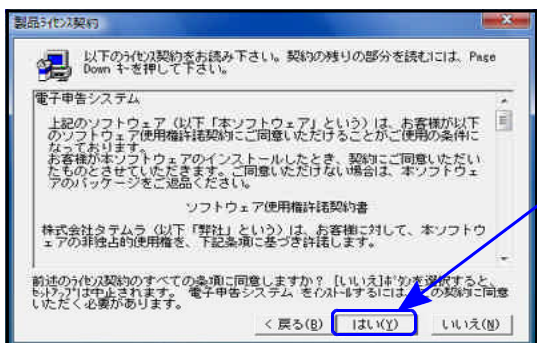 製品ﾗｲｾﾝｽ契約
以下のﾗｲｾﾝｽ契約をお読み下さい。契約の残りの部分を読むには、Page
Down ｷｰを押して下さい。
電子申告システム
上記のソフトウェア（以下「本ソフトウェア」という）は、お客様が以下
のソフトウェア使用権許諾契約にご同意いただけることがご使用の条件に
なっております。
お客様が本ソフトウェアのインストールしたとき、契約にご同意いただい
たものとさせていただきます。ご同意いただけない場合は、本ソフトウェ
アのパッケージをご返品ください。
ソフトウェア使用権許諾契約書
株式会社タテムラ（以下「弊社」という）は、お客様に対して、本ソフトウ
ェアの非独占的使用権を、下記条項に基づき許諾します。
前述のﾗｲｾﾝｽ契約のすべての条項に同意しますか？ [いいえ]ﾎﾞﾀﾝを選択すると、
ｾｯﾄｱｯﾌﾟは中止されます。 電子申告システム をｲﾝｽﾄｰﾙするには、この契約に同意
いただく必要があります。
< 戻る(B) はい(Y) いいえ(N)